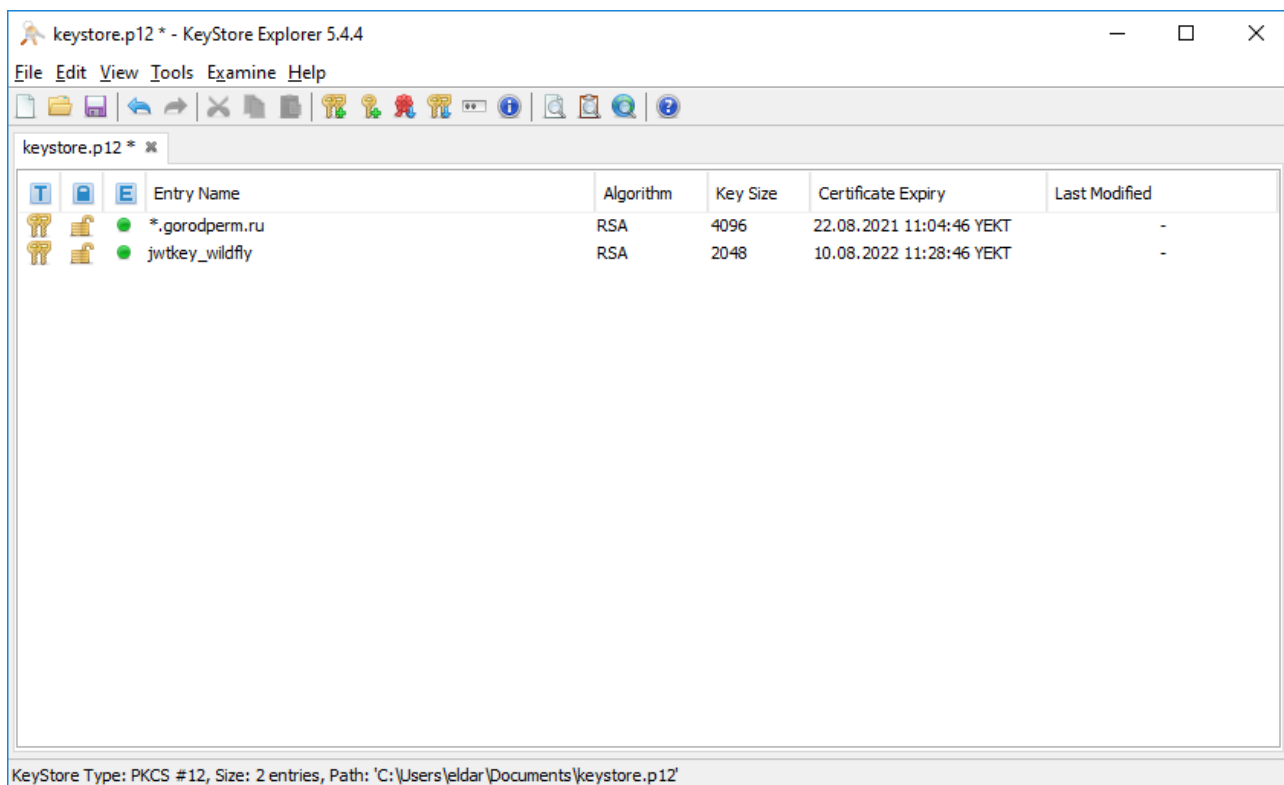 keystore.p12 * - KeyStore Explorer 5.4.4
File Edit View Tools Examine Help
keystore.p12 *
T E Entry Name Algorithm Key Size Certificate Expiry Last Modified
*.gorodperm.ru RSA 4096 22.08.2021 11:04:46 YEKT -
jwtkey_wildfly RSA 2048 10.08.2022 11:28:46 YEKT -
KeyStore Type: PKCS #12, Size: 2 entries, Path: 'C:\Users\eldar\Documents\keystore.p12'